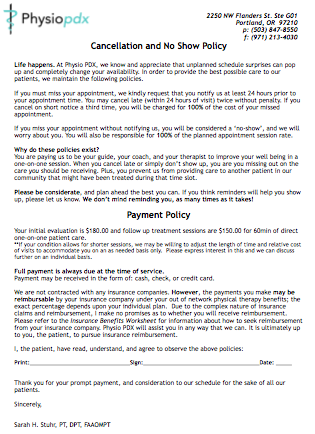 Physiopdx
2250 NW Flanders St. Ste G01
Portland, OR 97210
p: (503) 847-8550
f: (971) 213-4030
Cancellation and No Show Policy
Life happens. At Physio PDX, we know and appreciate that unplanned schedule surprises can pop
up and completely change your availability. In order to provide the best possible care to our
patients, we maintain the following policies.
If you must miss your appointment, we kindly request that you notify us at least 24 hours prior to
your appointment time. You may cancel late (within 24 hours of visit) twice without penalty. If you
cancel on short notice a third time, you will be charged for 100% of the cost of your missed
appointment.
If you miss your appointment without notifying us, you will be considered a "no-show", and we will
worry about you. You will also be responsible for 100% of the planned appointment session rate.
Why do these policies exist?
You are paying us to be your guide, your coach, and your therapist to improve your well being in a
one-on-one session. When you cancel late or simply don't show up, you are missing out on the
care you should be receiving. Plus, you prevent us from providing care to another patient in our
community that might have been treated during that time slot.
Please be considerate, and plan ahead the best you can. If you think reminders will help you show
up, please let us know. We don't mind reminding you, as many times as it takes!
Payment Policy
Your initial evaluation is $180.00 and follow up treatment sessions are $150.00 for 60min of direct
one-on-one patient care.
**If your condition allows for shorter sessions, we may be willing to adjust the length of time and relative cost
of visits to accommodate you on an as needed basis only. Please express interest in this and we can discuss
further on an individual basis.
Full payment is always due at the time of service.
Payment may be received in the form of: cash, check, or credit card.
We are not contracted with any insurance companies. However, the payments you make may be
reimbursable by your insurance company under your out of network physical therapy benefits; the
exact percentage depends upon your individual plan. Due to the complex nature of insurance
claims and reimbursement, I make no promises as to whether you will receive reimbursement.
Please refer to the Insurance Benefits Worksheet for information about how to seek reimbursement
from your insurance company. Physio PDX will assist you in any way that we can. It is ultimately up
to you, the patient, to pursue insurance reimbursement.
I, the patient, have read, understand, and agree to observe the above policies:
Print:____________________Sign:____________________Date: _____
Thank you for your prompt payment, and consideration to our schedule for the sake of all our
patients.
Sincerely,
Sarah H. Stuhr, PT, DPT, FAAOMPT